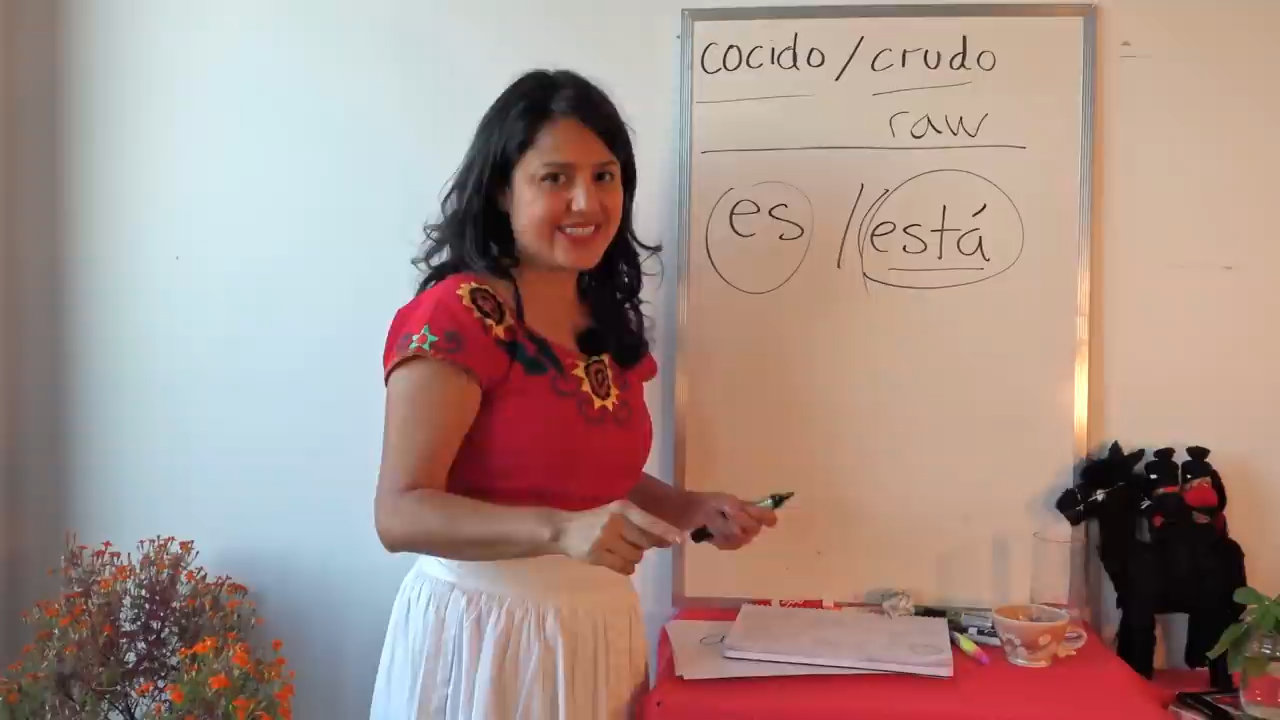 cocido / crudo
raw
es / está